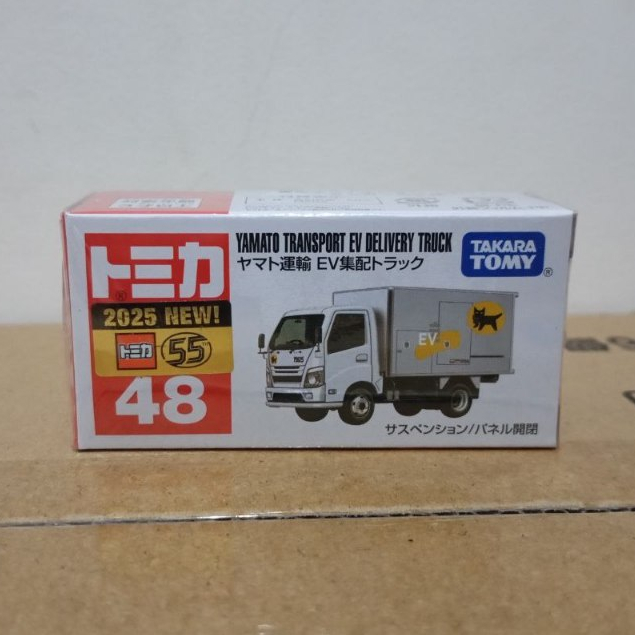 トミカ
®
2025 NEW!
トミカ 55
48
YAMATO TRANSPORT EV DELIVERY TRUCK
ヤマト運輸 EV集配トラック
TAKARA
TOMY®
EV
サスペンション/パネル開閉